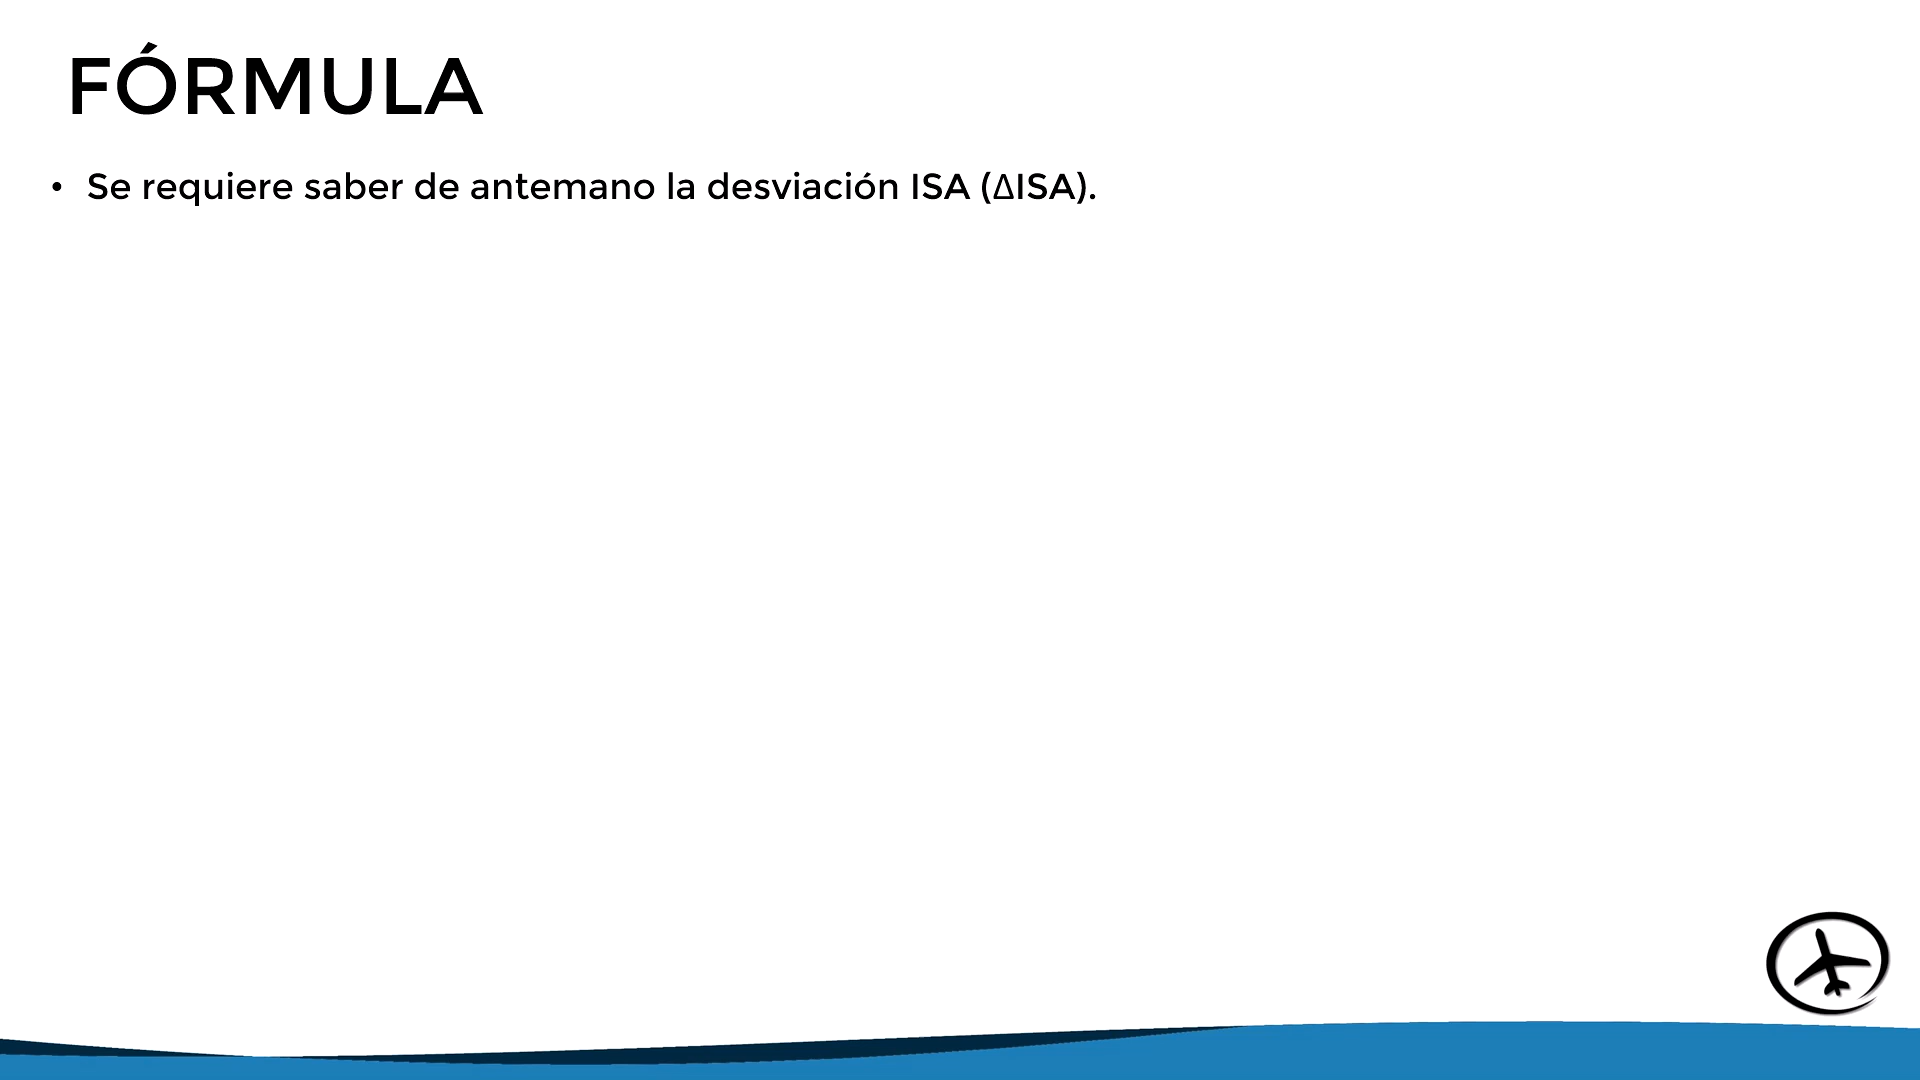 FÓRMULA
• Se requiere saber de antemano la desviación ISA (ΔISA).